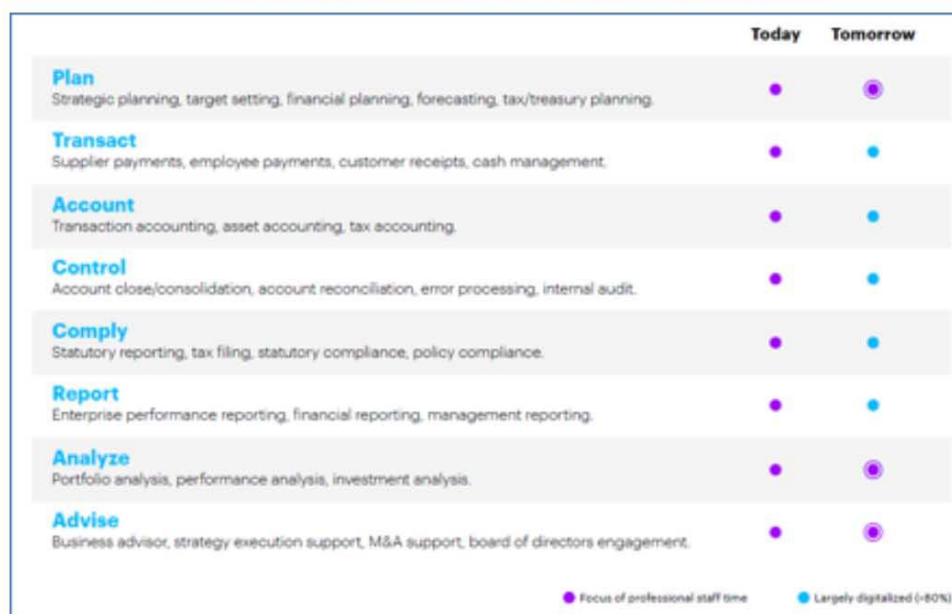 Today Tomorrow
Plan
Strategic planning, target setting, financial planning, forecasting, tax/treasury planning.
Transact
Supplier payments, employee payments, customer receipts, cash management.
Account
Transaction accounting, asset accounting, tax accounting.
Control
Account close/consolidation, account reconciliation, error processing, internal audit.
Comply
Statutory reporting, tax filing, statutory compliance, policy compliance.
Report
Enterprise performance reporting, financial reporting, management reporting.
Analyze
Portfolio analysis, performance analysis, investment analysis.
Advise
Business advisor, strategy execution support, M&A support, board of directors engagement.
Focus of professional staff time Largely digitalized (>80%)